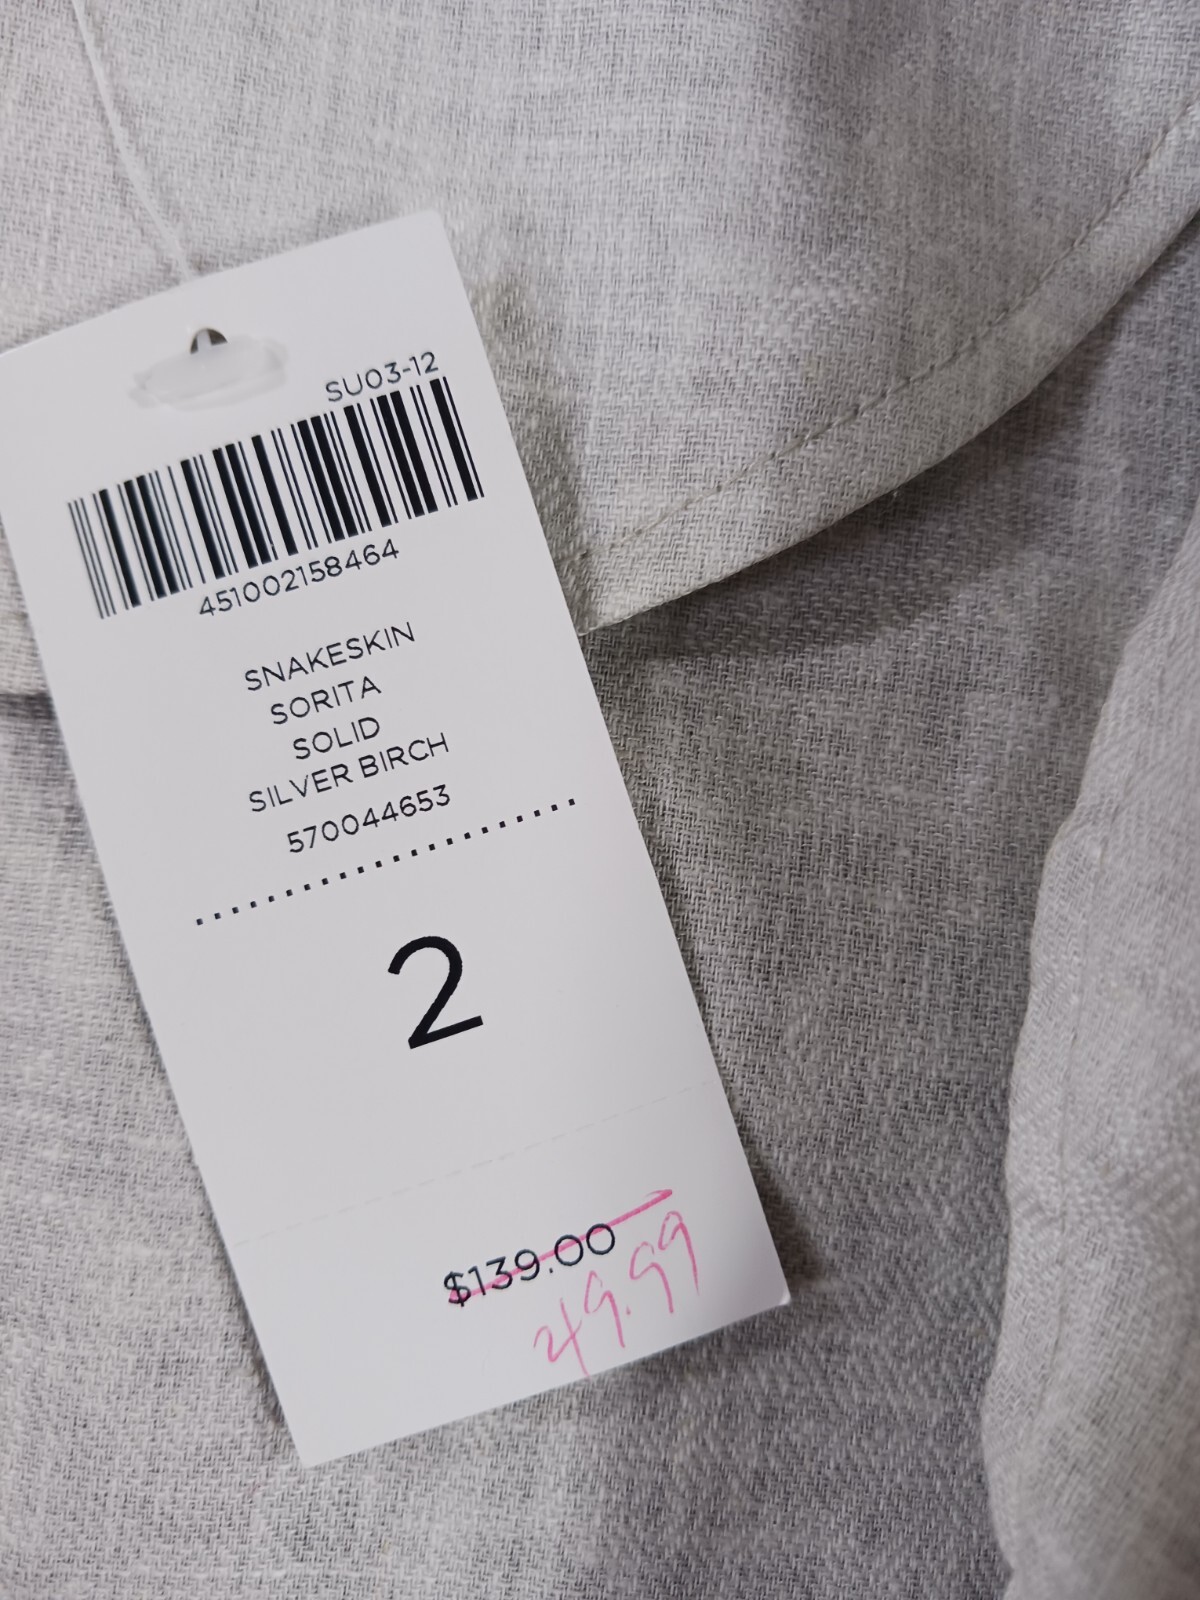 SU03-12
451002158464
SNAKESKIN
SORITA
SOLID
SILVER BIRCH
570044653
2
$139.00
49.99